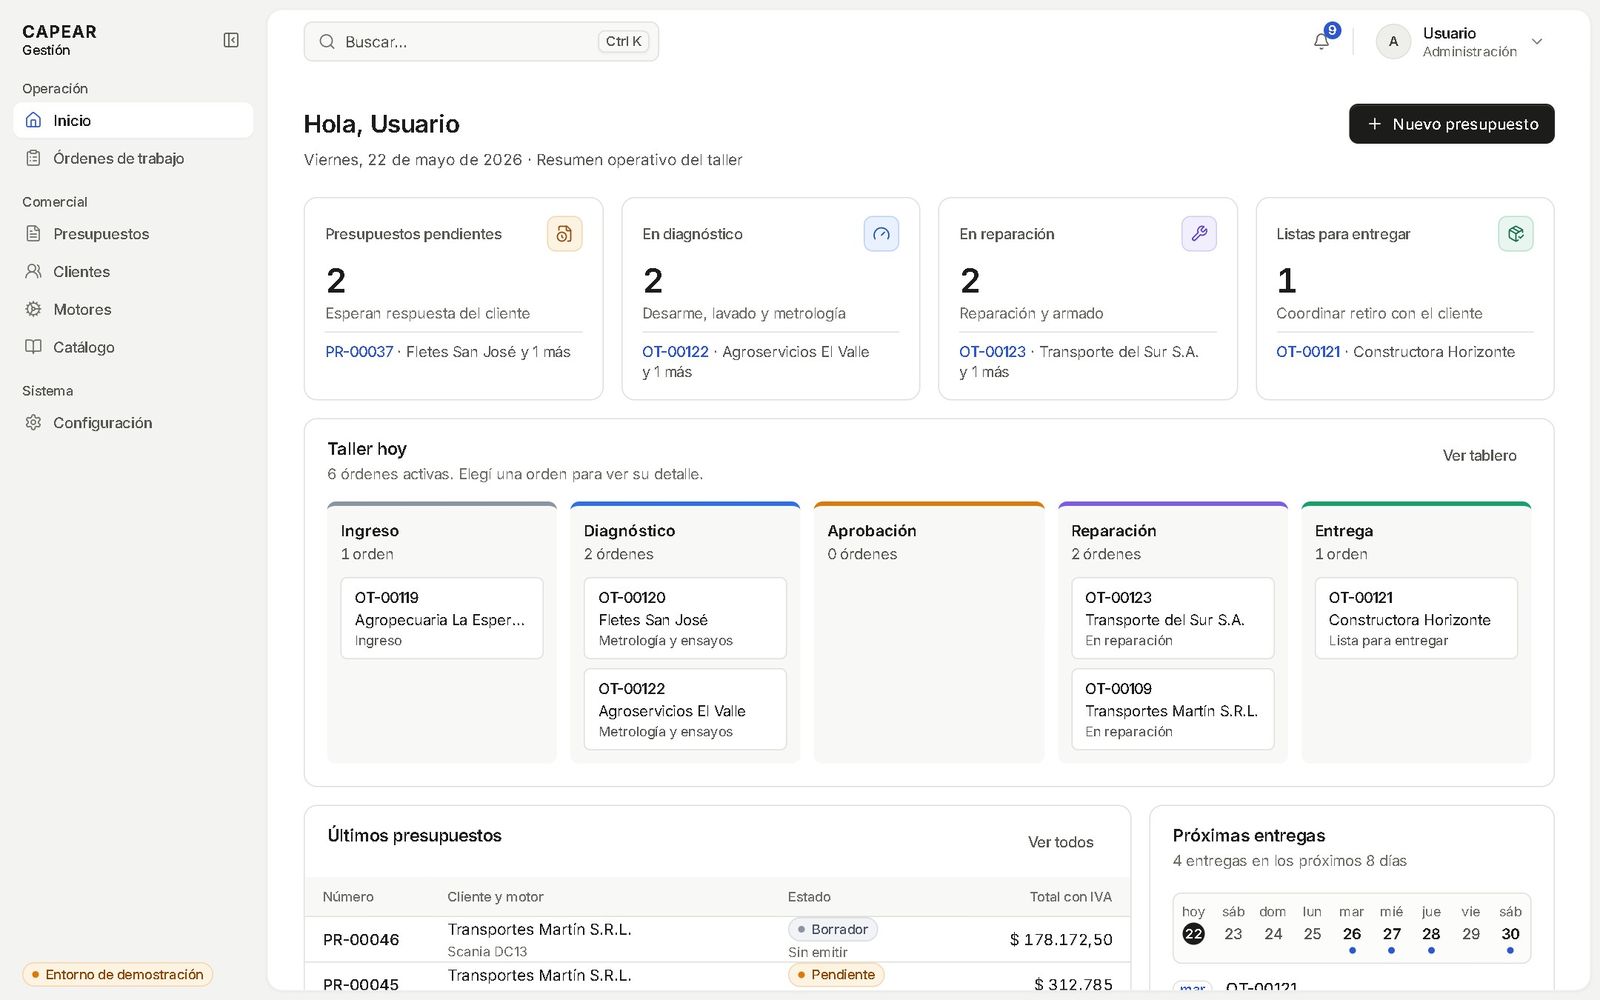 CAPEAR
Gestión
Operación
Inicio
Órdenes de trabajo
Comercial
Presupuestos
Clientes
Motores
Catálogo
Sistema
Configuración
Entorno de demostración
Buscar...
Ctrl K
9
A
Usuario
Administración
Hola, Usuario
Viernes, 22 de mayo de 2026 · Resumen operativo del taller
+ Nuevo presupuesto
Presupuestos pendientes
2
Esperan respuesta del cliente
PR-00037 · Fletes San José y 1 más
En diagnóstico
2
Desarme, lavado y metrología
OT-00122 · Agroservicios El Valle
y 1 más
En reparación
2
Reparación y armado
OT-00123 · Transporte del Sur S.A.
y 1 más
Listas para entregar
1
Coordinar retiro con el cliente
OT-00121 · Constructora Horizonte
Taller hoy
6 órdenes activas. Elegí una orden para ver su detalle.
Ver tablero
Ingreso
1 orden
OT-00119
Agropecuaria La Esper...
Ingreso
Diagnóstico
2 órdenes
OT-00120
Fletes San José
Metrología y ensayos
OT-00122
Agroservicios El Valle
Metrología y ensayos
Aprobación
0 órdenes
Reparación
2 órdenes
OT-00123
Transporte del Sur S.A.
En reparación
OT-00109
Transportes Martín S.R.L.
En reparación
Entrega
1 orden
OT-00121
Constructora Horizonte
Lista para entregar
Últimos presupuestos
Ver todos
Número Cliente y motor Estado Total con IVA
PR-00046 Transportes Martín S.R.L. Borrador $ 178.172,50
Scania DC13 Sin emitir
PR-00045 Transportes Martín S.R.L. Pendiente $ 312.785
Próximas entregas
4 entregas en los próximos 8 días
hoy sáb dom lun mar mié jue vie sáb
22 23 24 25 26 27 28 29 30
mar OT-00121